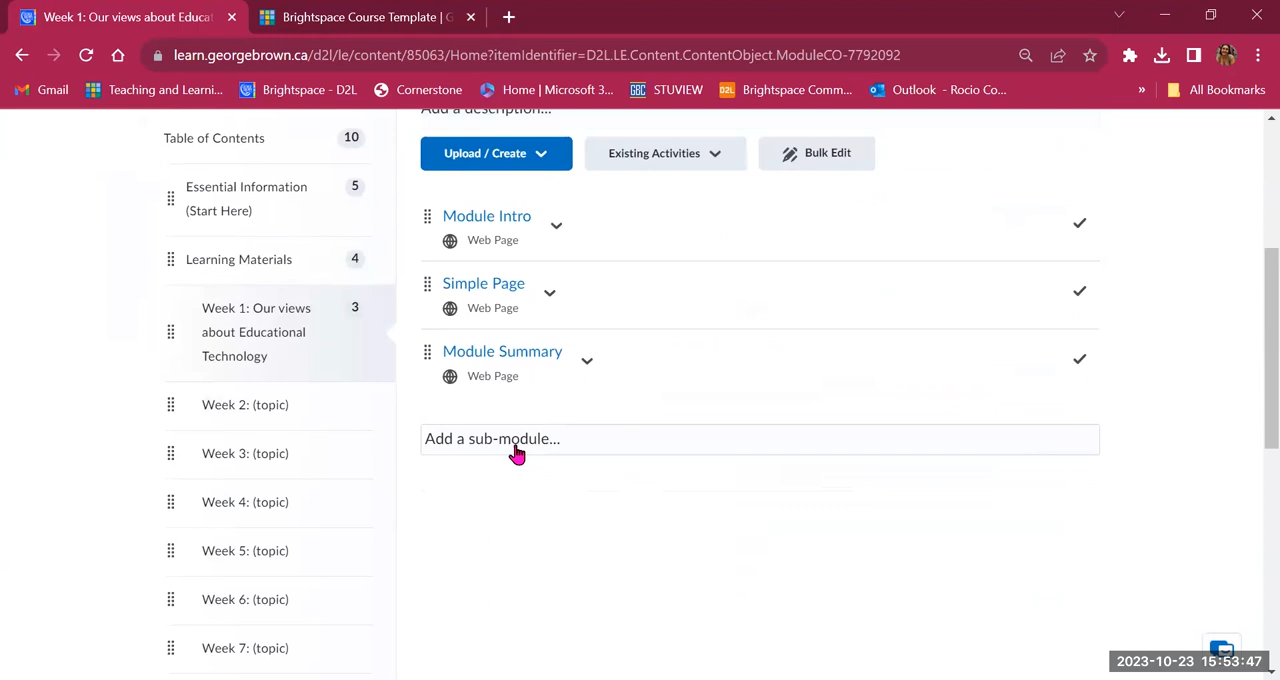 Week 1: Our views about Educat
Brightspace Course Template | G
learn.georgebrown.ca/d2l/le/content/85063/Home?itemIdentifier=D2L.LE.Content.ContentObject.ModuleCO-7792092
Gmail
Teaching and Learni...
Brightspace - D2L
Cornerstone
Home | Microsoft 3...
GBC
STUVIEW
D2L
Brightspace Comm...
Outlook - Rocio Co...
»
All Bookmarks
Add a description...
Table of Contents
10
Upload / Create
Existing Activities
Bulk Edit
Essential Information
(Start Here)
5
Module Intro
Web Page
Learning Materials
4
Simple Page
Web Page
Week 1: Our views
about Educational
Technology
3
Module Summary
Web Page
Week 2: (topic)
Add a sub-module...
Week 3: (topic)
Week 4: (topic)
Week 5: (topic)
Week 6: (topic)
Week 7: (topic)
2023-10-23 15:53:47